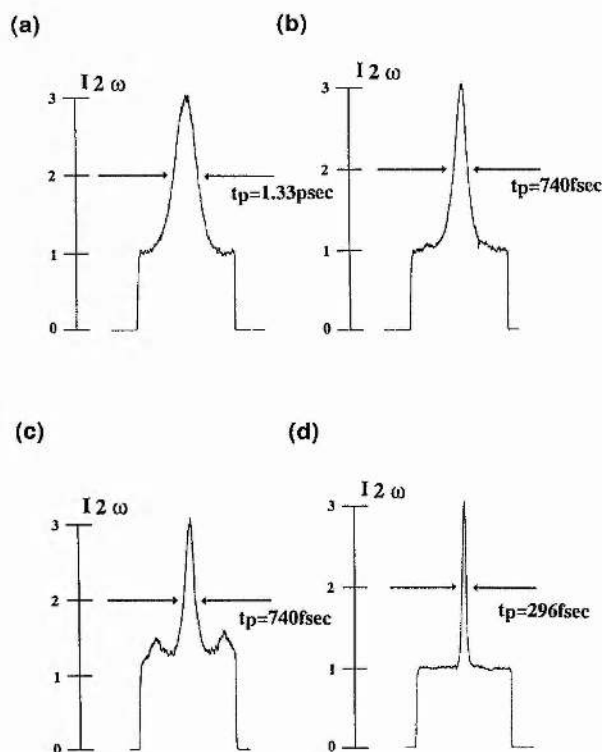 (a)
I 2 ω
3
2
tp=1.33psec
1
0
(b)
I 2 ω
3
2
tp=740fsec
1
0
(c)
I 2 ω
3
2
tp=740fsec
1
0
(d)
I 2 ω
3
2
tp=296fsec
1
0